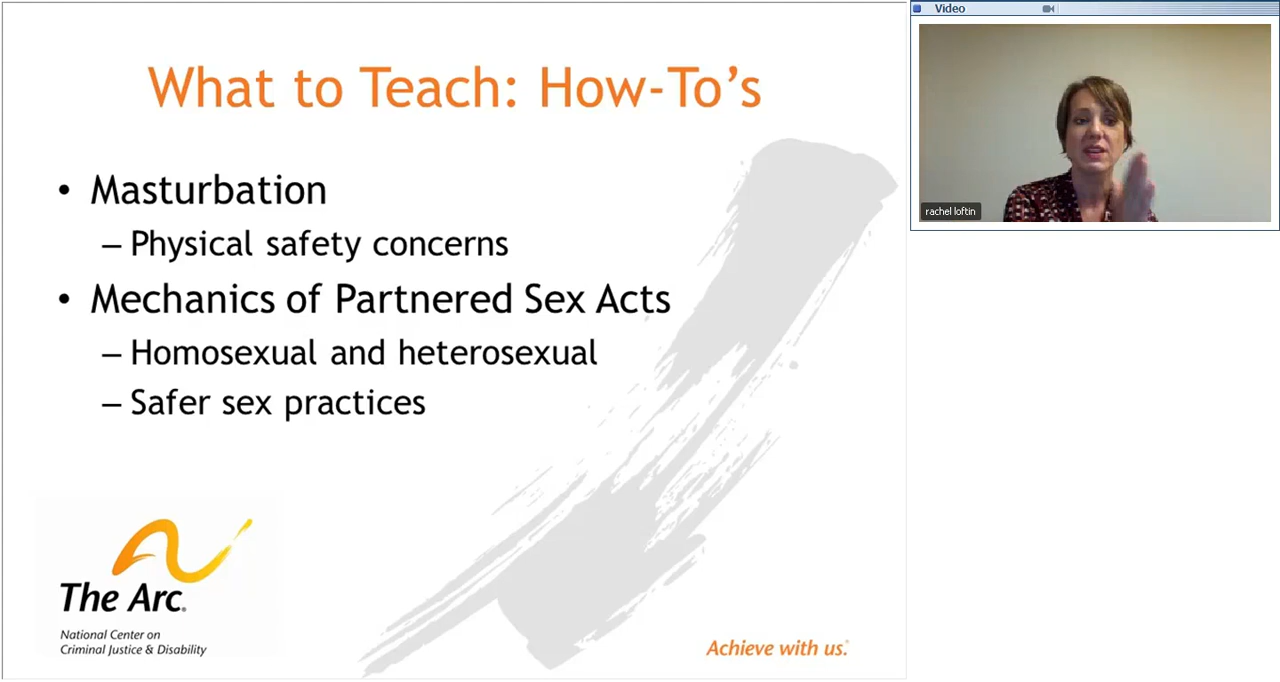 What to Teach: How-To's
• Masturbation
– Physical safety concerns
• Mechanics of Partnered Sex Acts
– Homosexual and heterosexual
– Safer sex practices
The Arc®
National Center on
Criminal Justice & Disability
Achieve with us.®
Video
rachel loftin